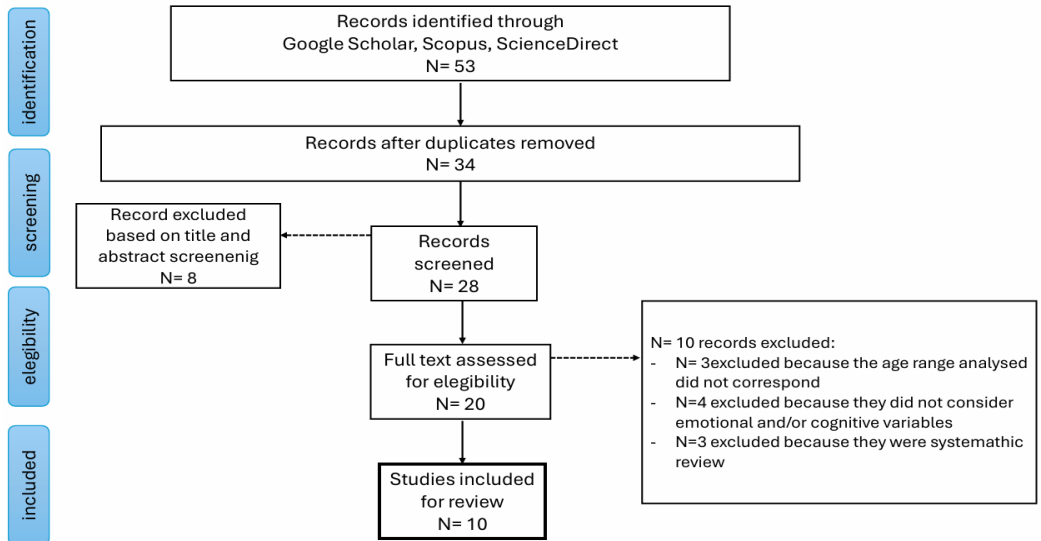 identification
Records identified through
Google Scholar, Scopus, ScienceDirect
N= 53
Records after duplicates removed
N= 34
screening
Record excluded
based on title and
abstract screenenig
N= 8
Records
screened
N= 28
elegibility
Full text assessed
for elegibility
N= 20
N= 10 records excluded:
- N= 3excluded because the age range analysed
did not correspond
- N=4 excluded because they did not consider
emotional and/or cognitive variables
- N=3 excluded because they were systemathic
review
included
Studies included
for review
N= 10